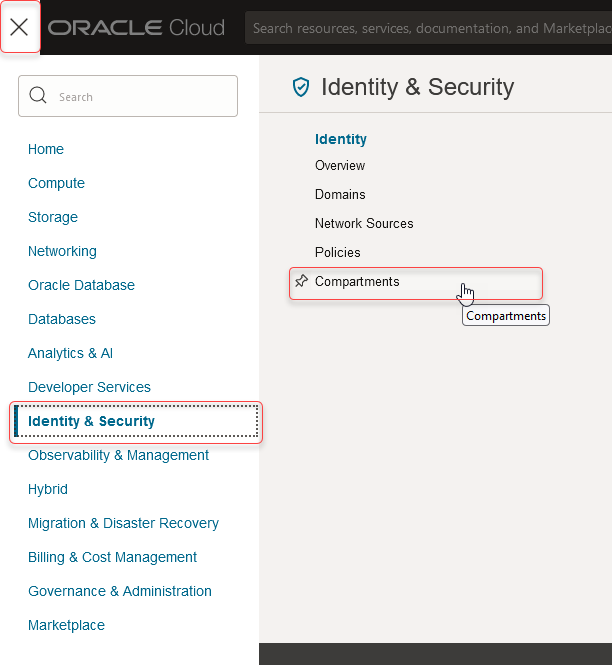 ORACLE Cloud
Search resources, services, documentation, and Marketplac
Search
Home
Compute
Storage
Networking
Oracle Database
Databases
Analytics & AI
Developer Services
Identity & Security
Observability & Management
Hybrid
Migration & Disaster Recovery
Billing & Cost Management
Governance & Administration
Marketplace
Identity & Security
Identity
Overview
Domains
Network Sources
Policies
Compartments
Compartments